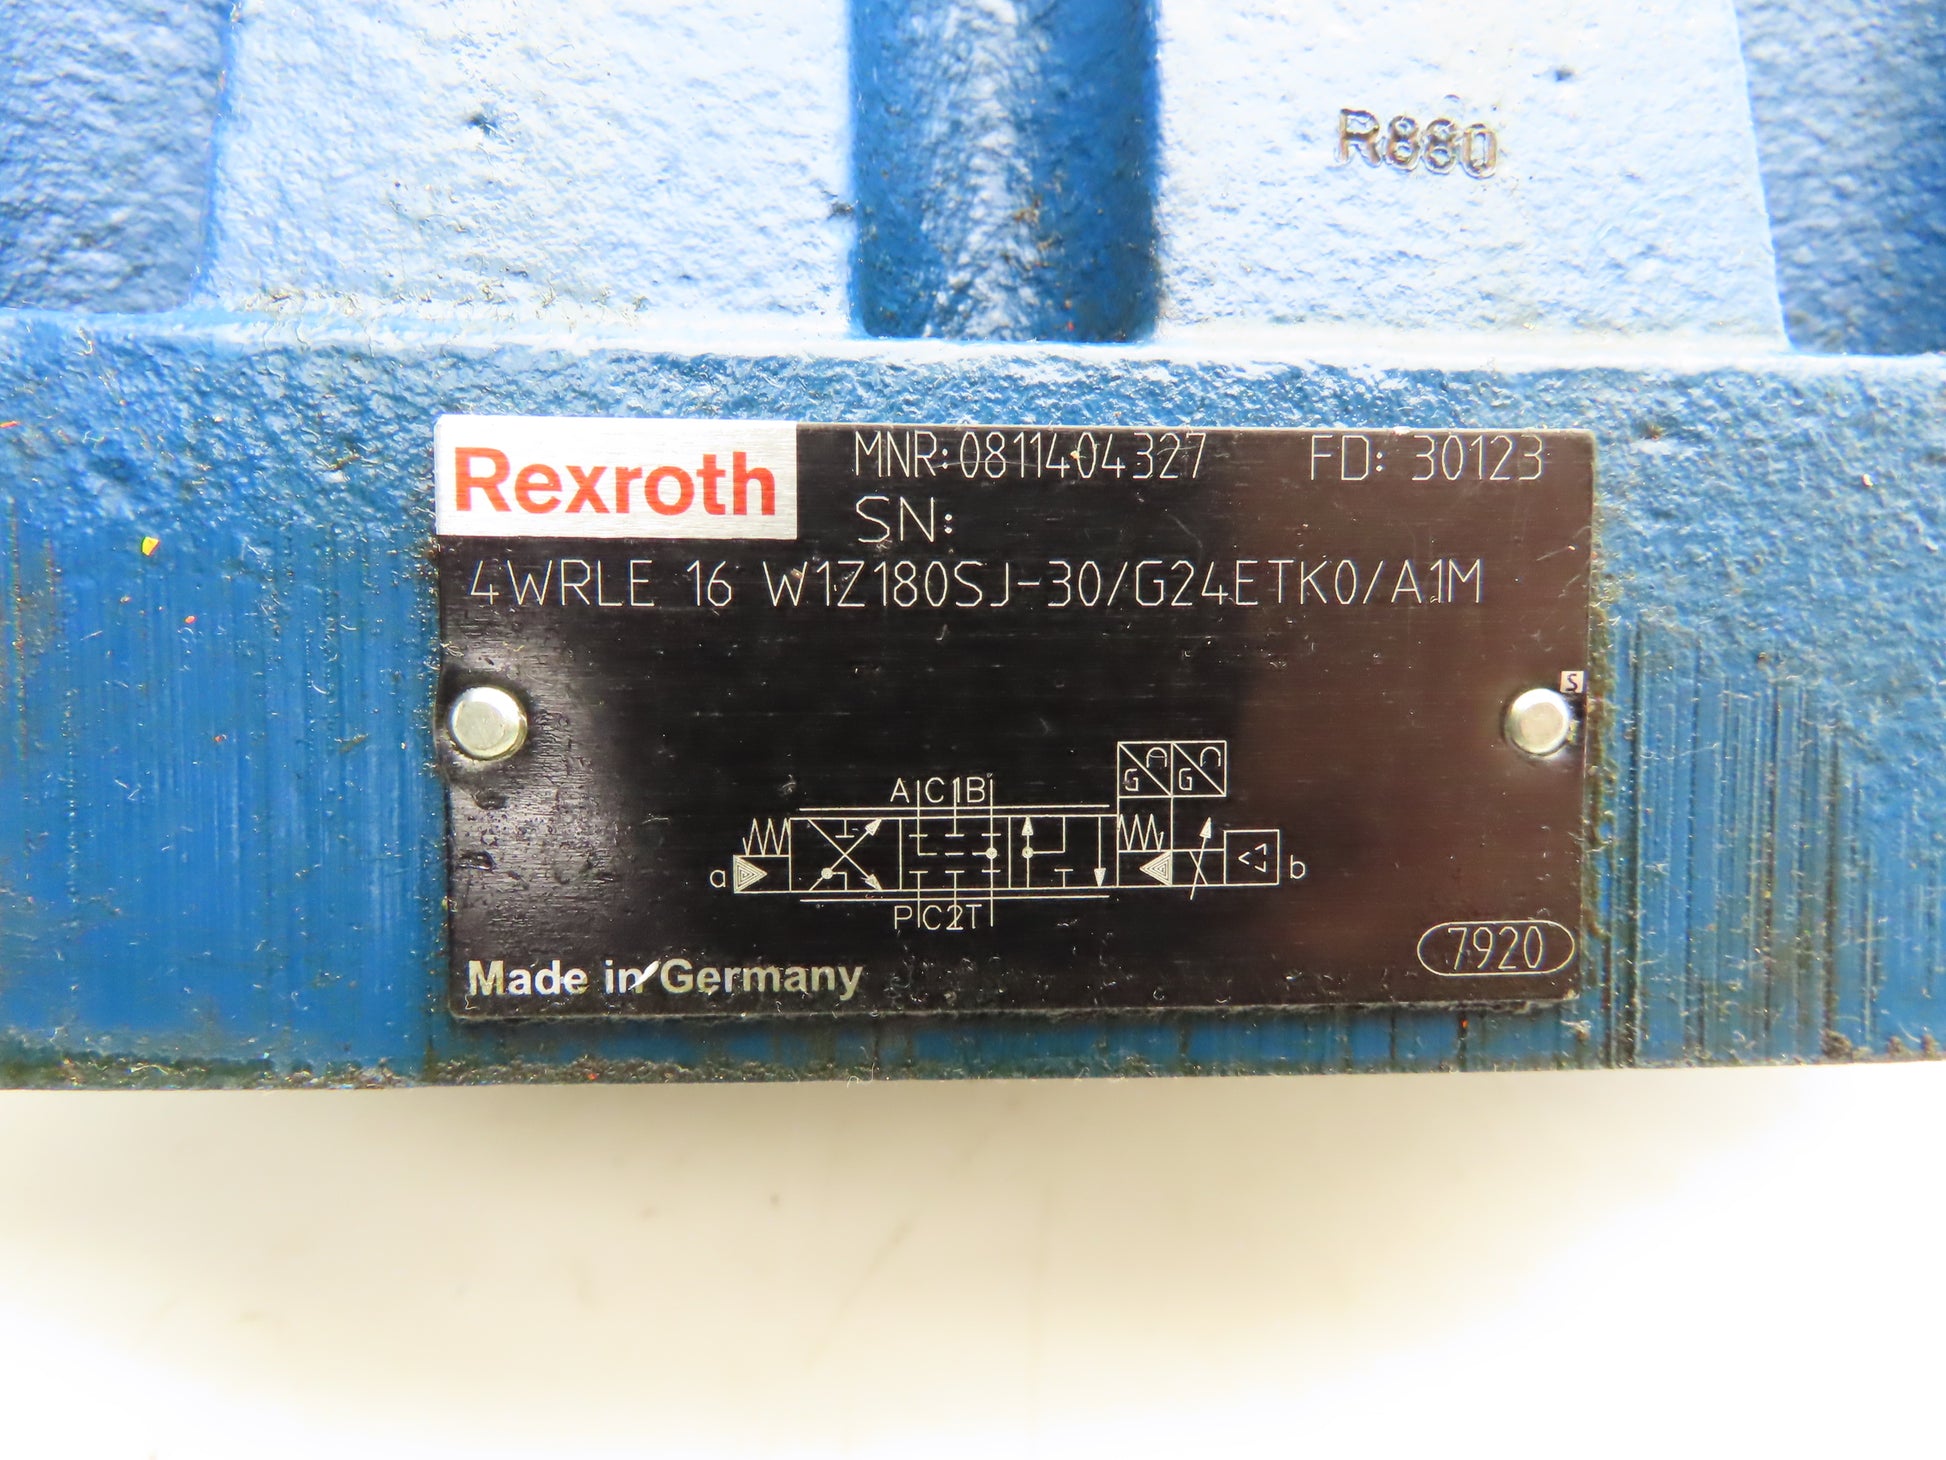 R880
Rexroth
MNR:0811404327 FD: 30123
SN:
4WRLE 16 W1Z180SJ-30/G24ETK0/A1M
S
G G
A C1 B
a b
P C2 T
Made in Germany
7920